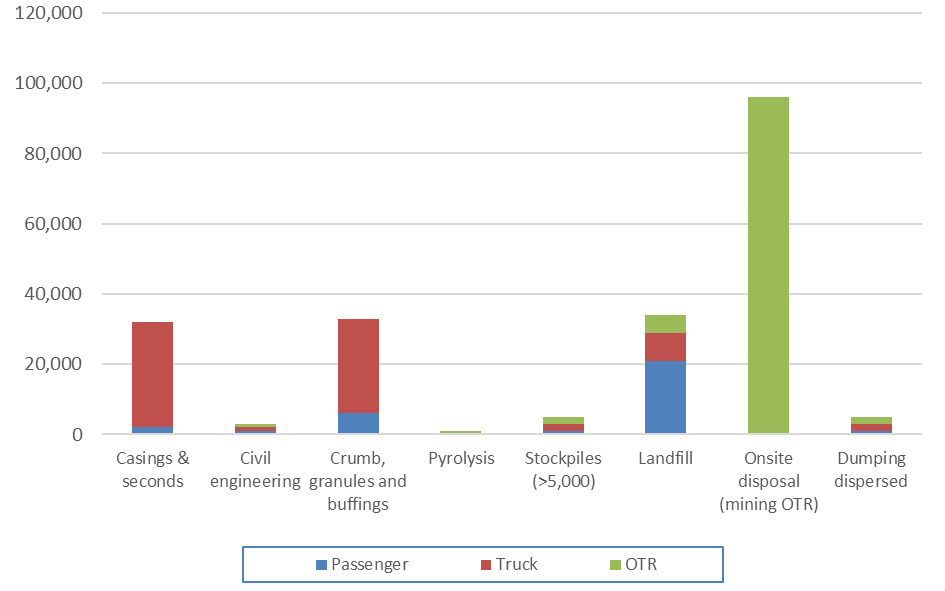 120,000
100,000
80,000
60,000
40,000
20,000
0
Casings &
seconds
Civil
engineering
Crumb,
granules and
buffings
Pyrolysis
Stockpiles
(>5,000)
Landfill
Onsite
disposal
(mining OTR)
Dumping
dispersed
Passenger
Truck
OTR